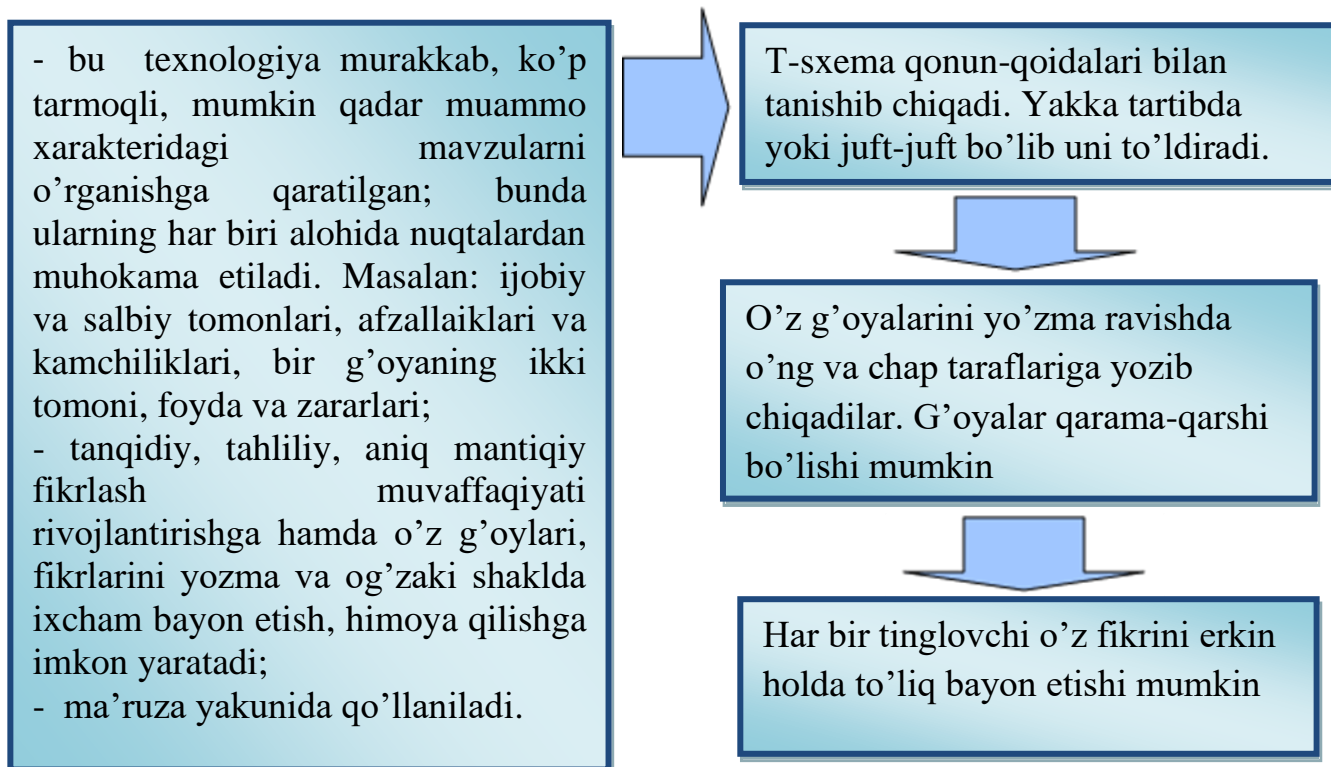 - bu texnologiya murakkab, ko’p
tarmoqli, mumkin qadar muammo
xarakteridagi mavzularni
o’rganishga qaratilgan; bunda
ularning har biri alohida nuqtalardan
muhokama etiladi. Masalan: ijobiy
va salbiy tomonlari, afzallaiklari va
kamchiliklari, bir g’oyaning ikki
tomoni, foyda va zararlari;
- tanqidiy, tahliliy, aniq mantiqiy
fikrlash muvaffaqiyati
rivojlantirishga hamda o’z g’oylari,
fikrlarini yozma va og’zaki shaklda
ixcham bayon etish, himoya qilishga
imkon yaratadi;
- ma’ruza yakunida qo’llaniladi.
T-sxema qonun-qoidalari bilan
tanishib chiqadi. Yakka tartibda
yoki juft-juft bo’lib uni to’ldiradi.
O’z g’oyalarini yo’zma ravishda
o’ng va chap taraflariga yozib
chiqadilar. G’oyalar qarama-qarshi
bo’lishi mumkin
Har bir tinglovchi o’z fikrini erkin
holda to’liq bayon etishi mumkin